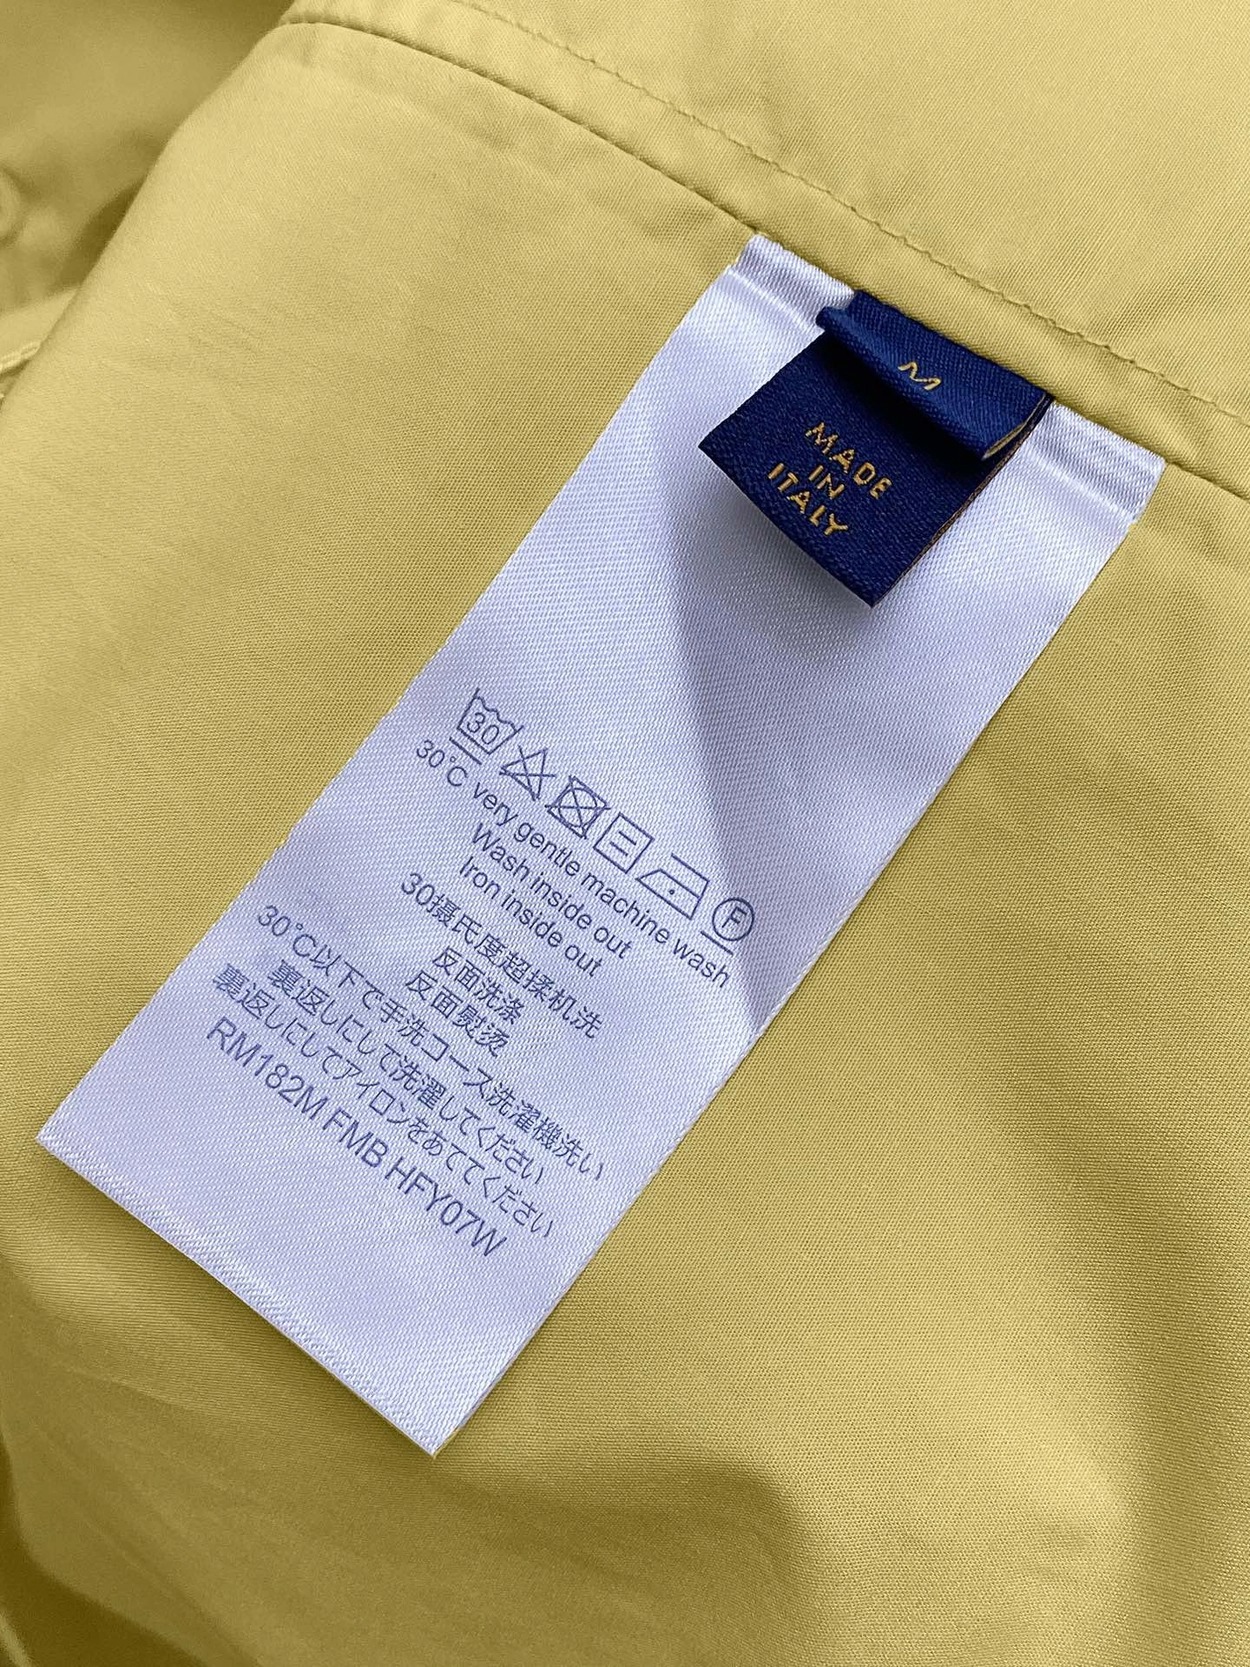 M
MADE
IN
ITALY
30
F
30°C very gentle machine wash
Wash inside out
Iron inside out
30摄氏度超揉机洗
反面洗涤
反面熨烫
30°C以下で手洗コース洗濯機洗い
裏返しにして洗濯してください
裏返しにしてアイロンをあててください
RM182M FMB HFY07W